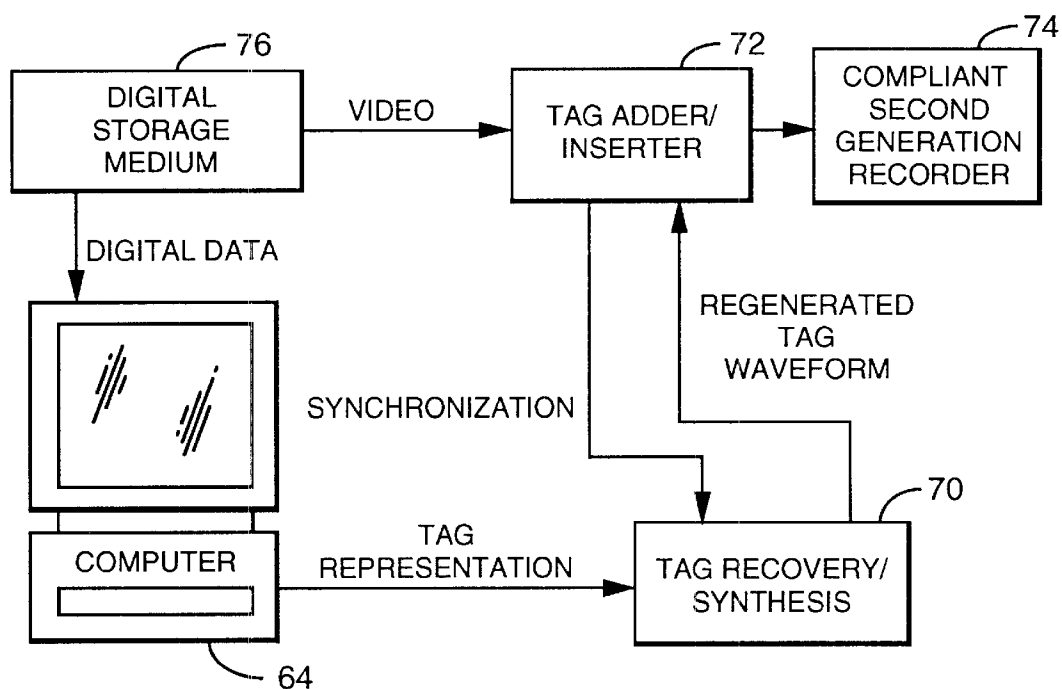 76
72
74
DIGITAL
STORAGE
MEDIUM
VIDEO
TAG ADDER/
INSERTER
COMPLIANT
SECOND
GENERATION
RECORDER
DIGITAL DATA
REGENERATED
TAG
WAVEFORM
SYNCHRONIZATION
70
COMPUTER
TAG
REPRESENTATION
TAG RECOVERY/
SYNTHESIS
64